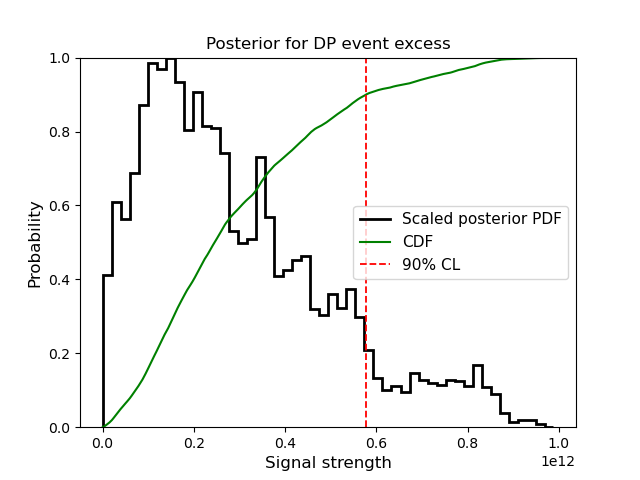 Posterior for DP event excess
Probability
1.0
0.8
0.6
0.4
0.2
0.0
Scaled posterior PDF
CDF
90% CL
0.0 0.2 0.4 0.6 0.8 1.0
1e12
Signal strength